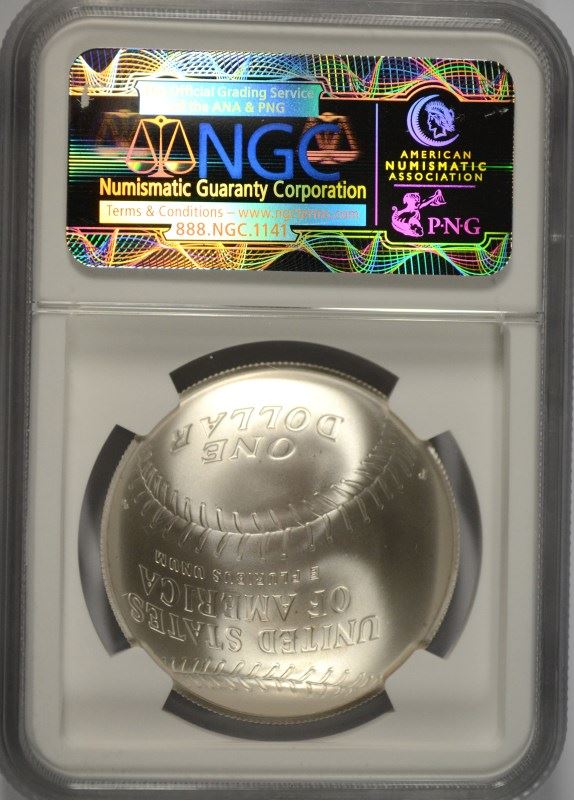 The Official Grading Service
of the ANA & PNG
NGC
Numismatic Guaranty Corporation
Terms & Conditions – www.ngcterms.com
888.NGC.1141
AMERICAN
NUMISMATIC
ASSOCIATION
P·N·G
UNITED STATES
OF AMERICA
E PLURIBUS UNUM
ONE
DOLLAR